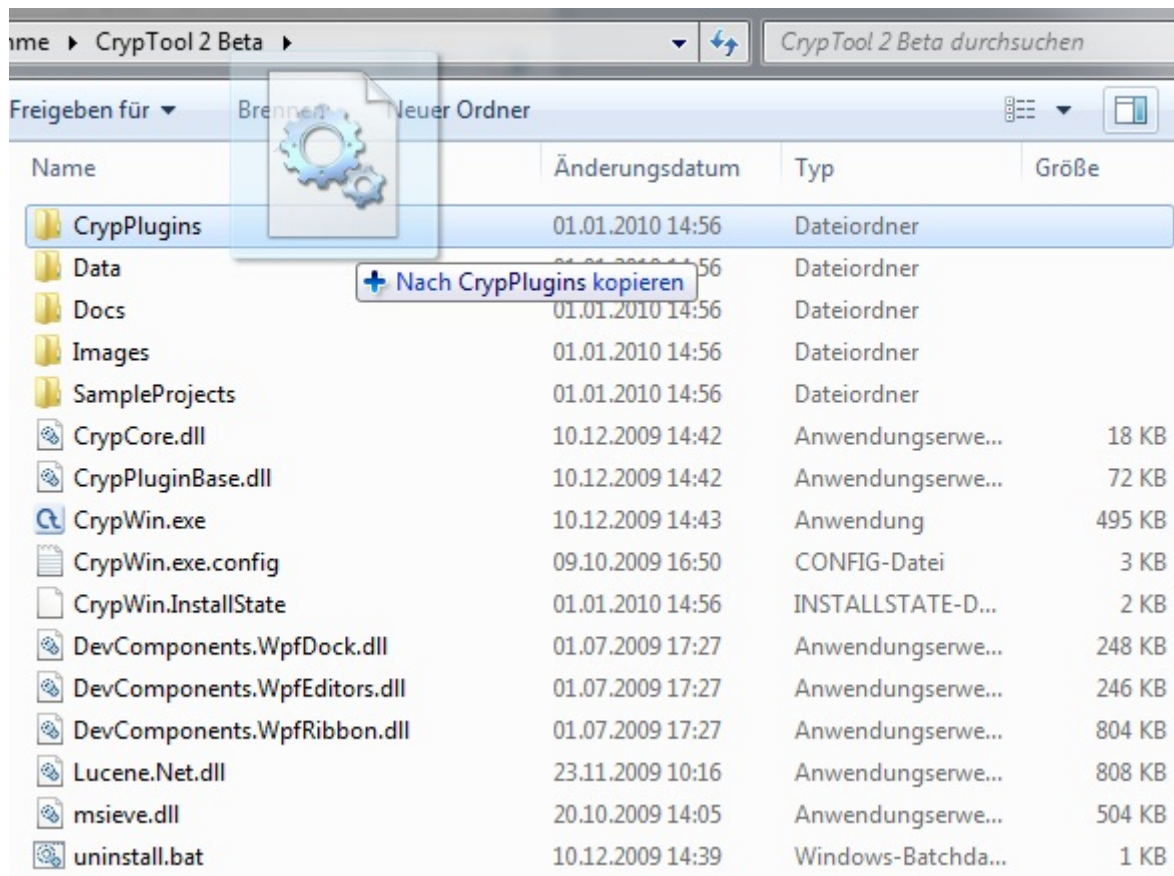 mme ▸ CrypTool 2 Beta ▸ CrypTool 2 Beta durchsuchen
Freigeben für Brennen Neuer Ordner
Name Änderungsdatum Typ Größe
CrypPlugins 01.01.2010 14:56 Dateiordner
Data 01.01.2010 14:56 Dateiordner
Nach CrypPlugins kopieren
Docs 01.01.2010 14:56 Dateiordner
Images 01.01.2010 14:56 Dateiordner
SampleProjects 01.01.2010 14:56 Dateiordner
CrypCore.dll 10.12.2009 14:42 Anwendungserwe... 18 KB
CrypPluginBase.dll 10.12.2009 14:42 Anwendungserwe... 72 KB
CrypWin.exe 10.12.2009 14:43 Anwendung 495 KB
CrypWin.exe.config 09.10.2009 16:50 CONFIG-Datei 3 KB
CrypWin.InstallState 01.01.2010 14:56 INSTALLSTATE-D... 2 KB
DevComponents.WpfDock.dll 01.07.2009 17:27 Anwendungserwe... 248 KB
DevComponents.WpfEditors.dll 01.07.2009 17:27 Anwendungserwe... 246 KB
DevComponents.WpfRibbon.dll 01.07.2009 17:27 Anwendungserwe... 804 KB
Lucene.Net.dll 23.11.2009 10:16 Anwendungserwe... 808 KB
msieve.dll 20.10.2009 14:05 Anwendungserwe... 504 KB
uninstall.bat 10.12.2009 14:39 Windows-Batchda... 1 KB